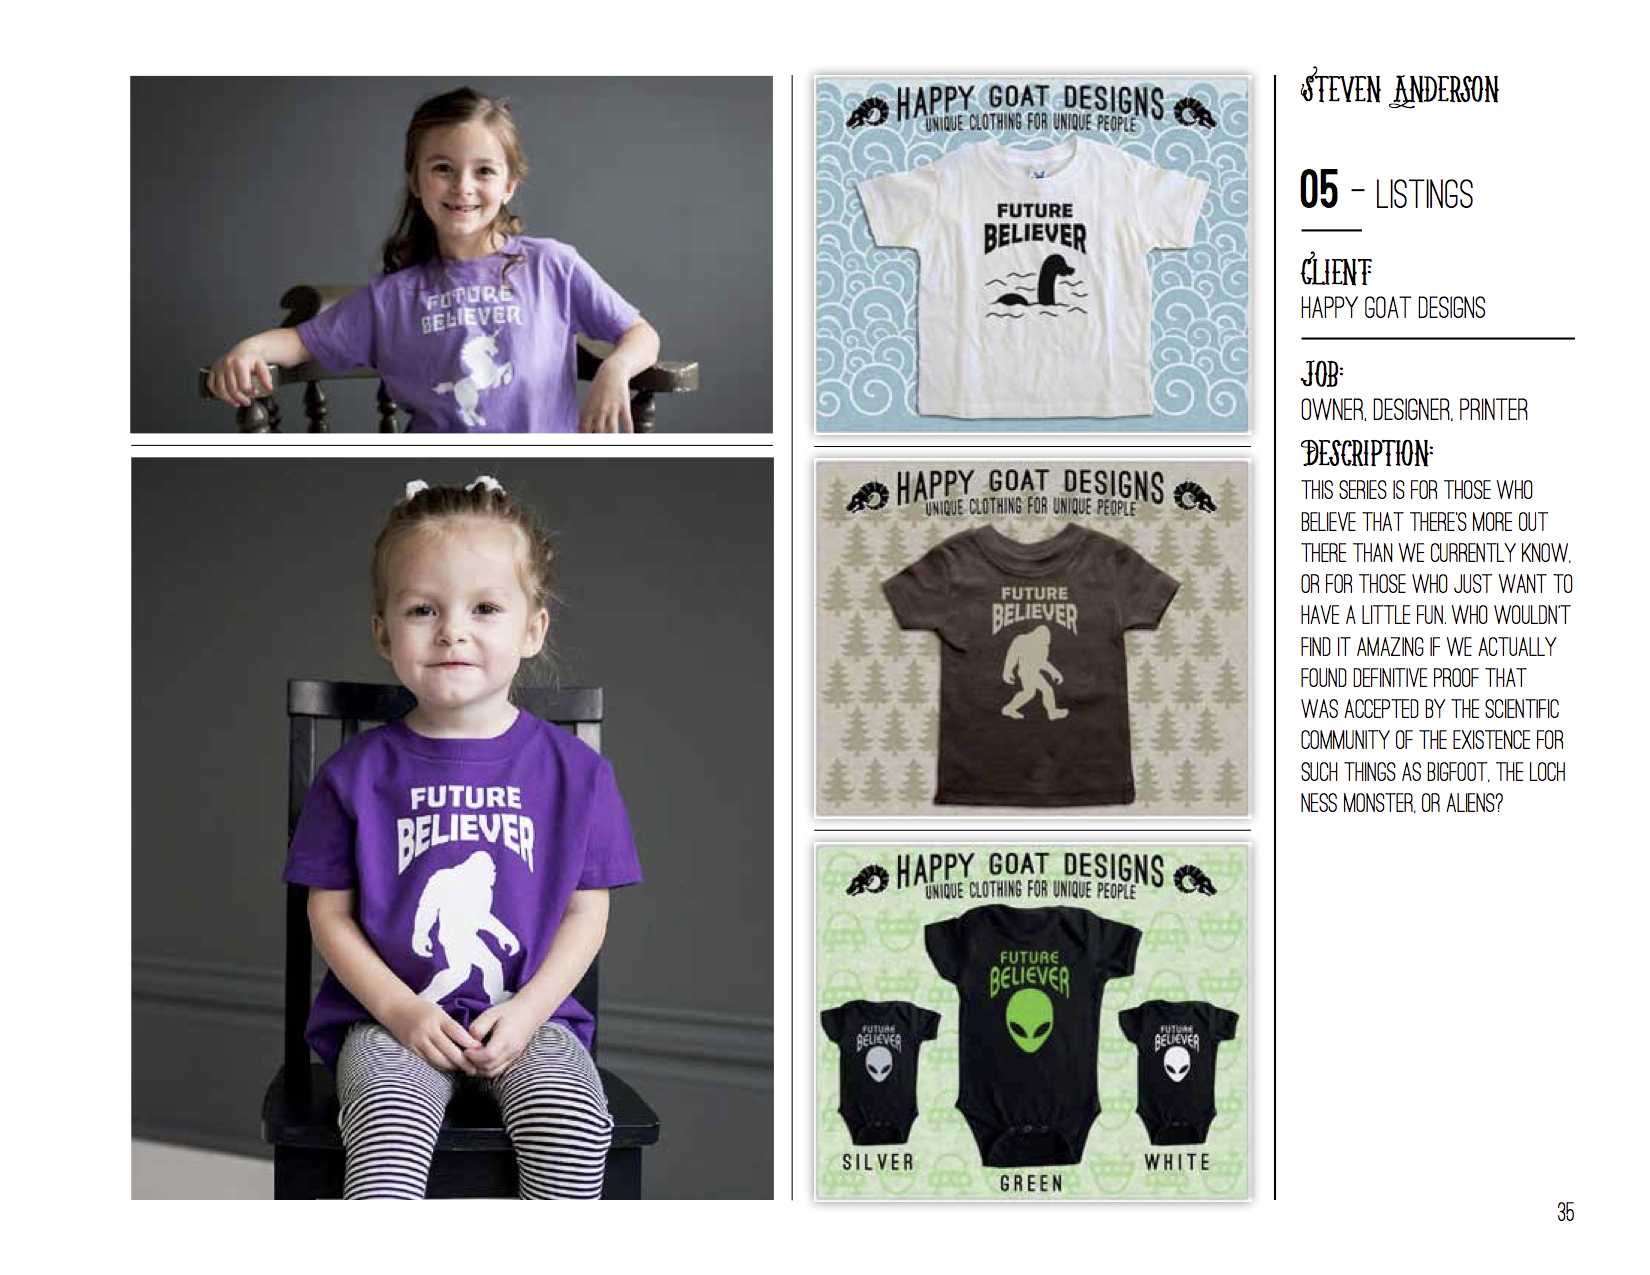 FUTURE
BELIEVER
FUTURE
BELIEVER
HAPPY GOAT DESIGNS
UNIQUE CLOTHING FOR UNIQUE PEOPLE
FUTURE
BELIEVER
HAPPY GOAT DESIGNS
UNIQUE CLOTHING FOR UNIQUE PEOPLE
FUTURE
BELIEVER
HAPPY GOAT DESIGNS
UNIQUE CLOTHING FOR UNIQUE PEOPLE
FUTURE
BELIEVER
FUTURE
BELIEVER
FUTURE
BELIEVER
SILVER
GREEN
WHITE
STEVEN ANDERSON
05 – LISTINGS
CLIENT
HAPPY GOAT DESIGNS
JOB:
OWNER, DESIGNER, PRINTER
DESCRIPTION:
THIS SERIES IS FOR THOSE WHO
BELIEVE THAT THERE'S MORE OUT
THERE THAN WE CURRENTLY KNOW,
OR FOR THOSE WHO JUST WANT TO
HAVE A LITTLE FUN. WHO WOULDN'T
FIND IT AMAZING IF WE ACTUALLY
FOUND DEFINITIVE PROOF THAT
WAS ACCEPTED BY THE SCIENTIFIC
COMMUNITY OF THE EXISTENCE FOR
SUCH THINGS AS BIGFOOT, THE LOCH
NESS MONSTER, OR ALIENS?
35